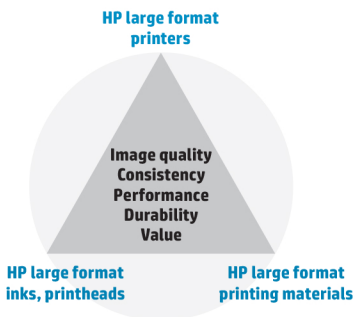 HP large format
printers
Image quality
Consistency
Performance
Durability
Value
HP large format
inks, printheads
HP large format
printing materials